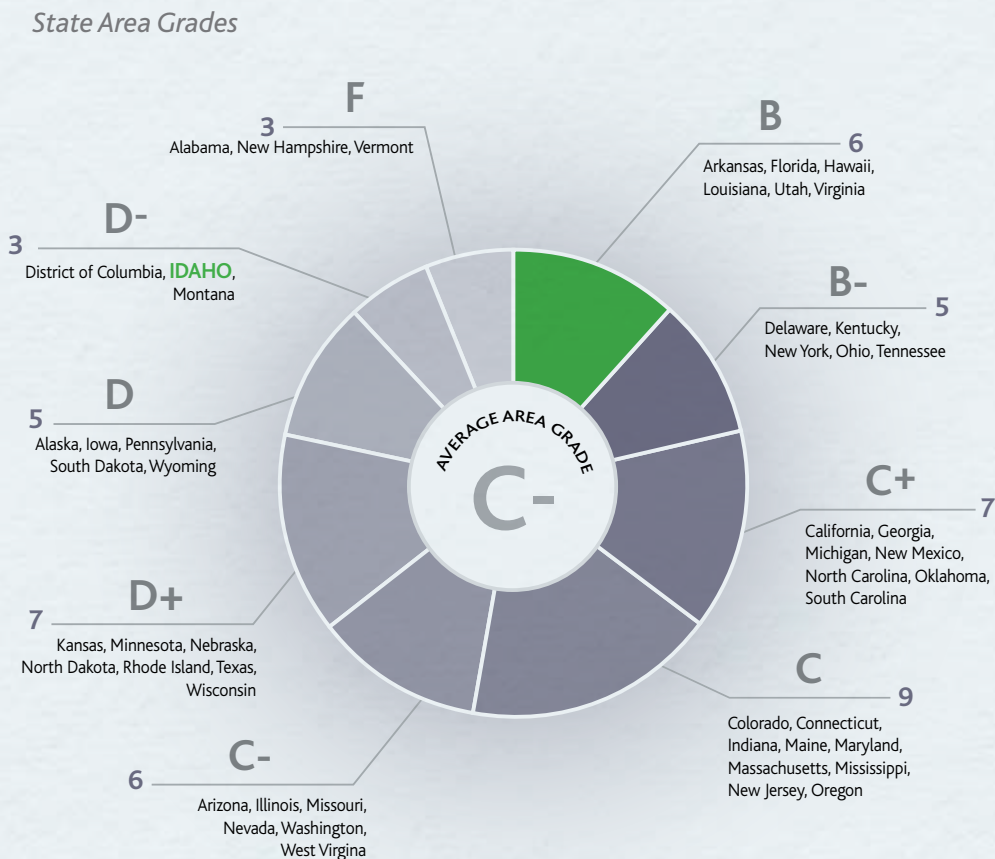 State Area Grades
F
3
Alabama, New Hampshire, Vermont
B
6
Arkansas, Florida, Hawaii,
Louisiana, Utah, Virginia
D-
3
District of Columbia, IDAHO,
Montana
B-
5
Delaware, Kentucky,
New York, Ohio, Tennessee
D
5
Alaska, Iowa, Pennsylvania,
South Dakota, Wyoming
AVERAGE AREA GRADE
C-
C+
7
California, Georgia,
Michigan, New Mexico,
North Carolina, Oklahoma,
South Carolina
D+
7
Kansas, Minnesota, Nebraska,
North Dakota, Rhode Island, Texas,
Wisconsin
C
9
Colorado, Connecticut,
Indiana, Maine, Maryland,
Massachusetts, Mississippi,
New Jersey, Oregon
C-
6
Arizona, Illinois, Missouri,
Nevada, Washington,
West Virgina